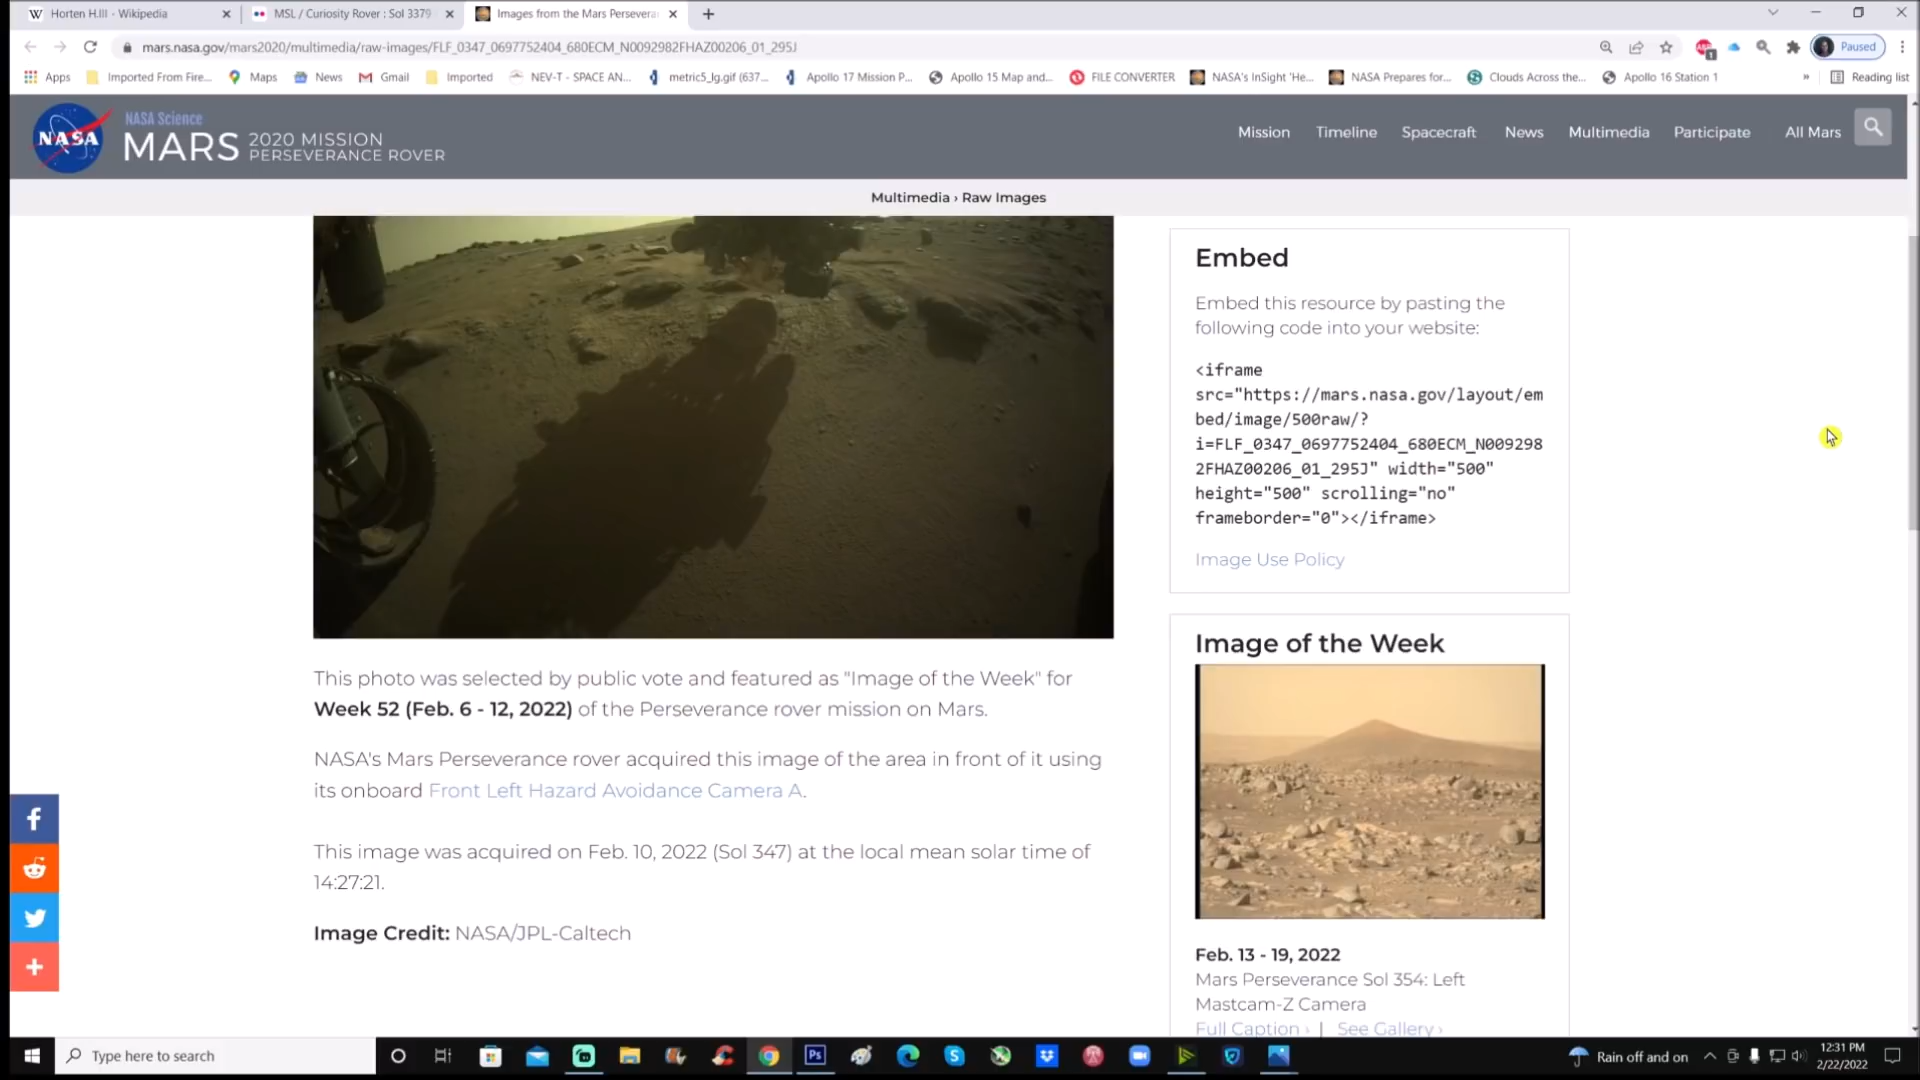 Horten H.III - Wikipedia
MSL / Curiosity Rover : Sol 3379
Images from the Mars Perseveran
mars.nasa.gov/mars2020/multimedia/raw-images/FLF_0347_0697752404_680ECM_N0092982FHAZ00206_01_295J
Paused
Apps
Imported From Fire...
Maps
News
Gmail
Imported
NEV-T - SPACE AN...
metric5_lg.gif (637...
Apollo 17 Mission P...
Apollo 15 Map and...
FILE CONVERTER
NASA's InSight 'He...
NASA Prepares for...
Clouds Across the...
Apollo 16 Station 1
»
Reading list
NASA
NASA Science
MARS
2020 MISSION
PERSEVERANCE ROVER
Mission
Timeline
Spacecraft
News
Multimedia
Participate
All Mars
Multimedia › Raw Images
Embed
Embed this resource by pasting the
following code into your website:
<iframe
src="https://mars.nasa.gov/layout/em
bed/image/500raw/?
i=FLF_0347_0697752404_680ECM_N009298
2FHAZ00206_01_295J" width="500"
height="500" scrolling="no"
frameborder="0"></iframe>
Image Use Policy
This photo was selected by public vote and featured as "Image of the Week" for
Week 52 (Feb. 6 - 12, 2022) of the Perseverance rover mission on Mars.
NASA's Mars Perseverance rover acquired this image of the area in front of it using
its onboard Front Left Hazard Avoidance Camera A.
This image was acquired on Feb. 10, 2022 (Sol 347) at the local mean solar time of
14:27:21.
Image Credit: NASA/JPL-Caltech
Image of the Week
Feb. 13 - 19, 2022
Mars Perseverance Sol 354: Left
Mastcam-Z Camera
Full Caption › | See Gallery ›
Type here to search
Ps
Rain off and on
12:31 PM
2/22/2022